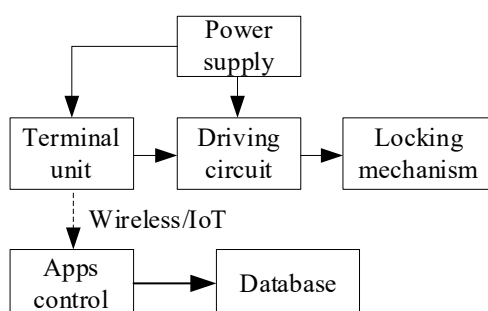 Power
supply
Terminal
unit
Driving
circuit
Locking
mechanism
Wireless/IoT
Apps
control
Database